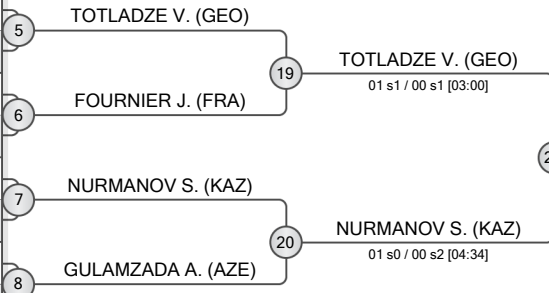 TOTLADZE V. (GEO)
5
19
TOTLADZE V. (GEO)
01 s1 / 00 s1 [03:00]
FOURNIER J. (FRA)
6
NURMANOV S. (KAZ)
7
20
NURMANOV S. (KAZ)
01 s0 / 00 s2 [04:34]
GULAMZADA A. (AZE)
8